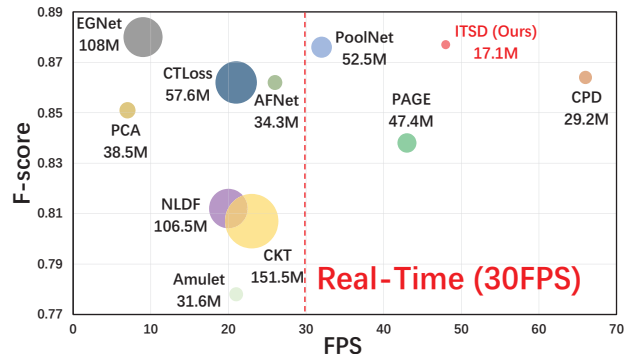 0.89
0.87
0.85
0.83
0.81
0.79
0.77
F-score
EGNet
108M
CTLoss
57.6M
AFNet
34.3M
PCA
38.5M
NLDF
106.5M
CKT
151.5M
Amulet
31.6M
PoolNet
52.5M
ITSD (Ours)
17.1M
PAGE
47.4M
CPD
29.2M
Real-Time (30FPS)
0 10 20 30 40 50 60 70
FPS